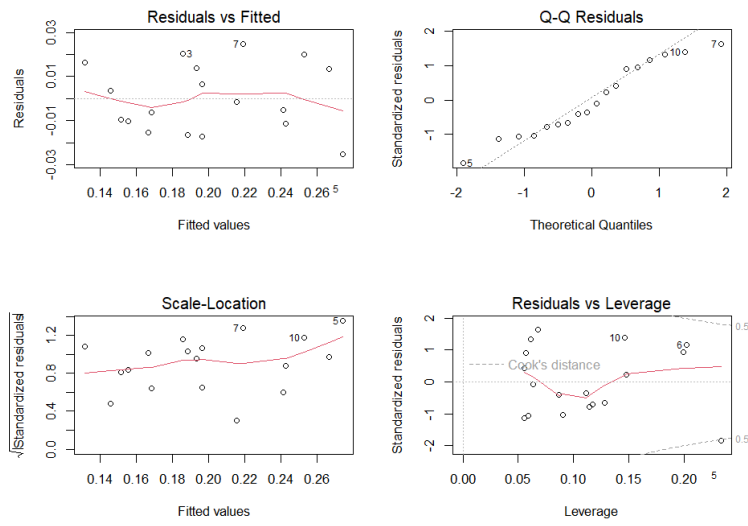 Residuals vs Fitted
Residuals
0.03
0.01
-0.01
-0.03
3
7
5
0.14 0.16 0.18 0.20 0.22 0.24 0.26
Fitted values
Q-Q Residuals
Standardized residuals
2
1
0
-1
5
10
7
-2 -1 0 1 2
Theoretical Quantiles
Scale-Location
√|Standardized residuals|
1.2
0.8
0.4
0.0
7
10
5
0.14 0.16 0.18 0.20 0.22 0.24 0.26
Fitted values
Residuals vs Leverage
Standardized residuals
2
1
0
-1
-2
10
6
5
Cook's distance
0.5
0.5
0.00 0.05 0.10 0.15 0.20
Leverage